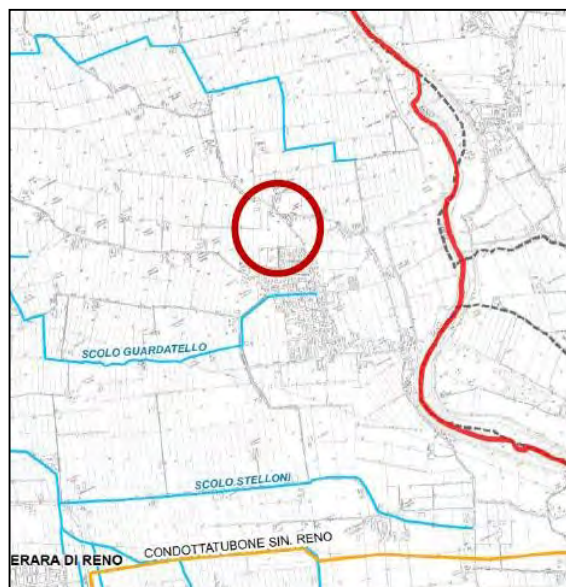 SCOLO GUARDATELLO
SCOLO STELLONI
CONDOTTATUBONE SIN. RENO
ERARA DI RENO